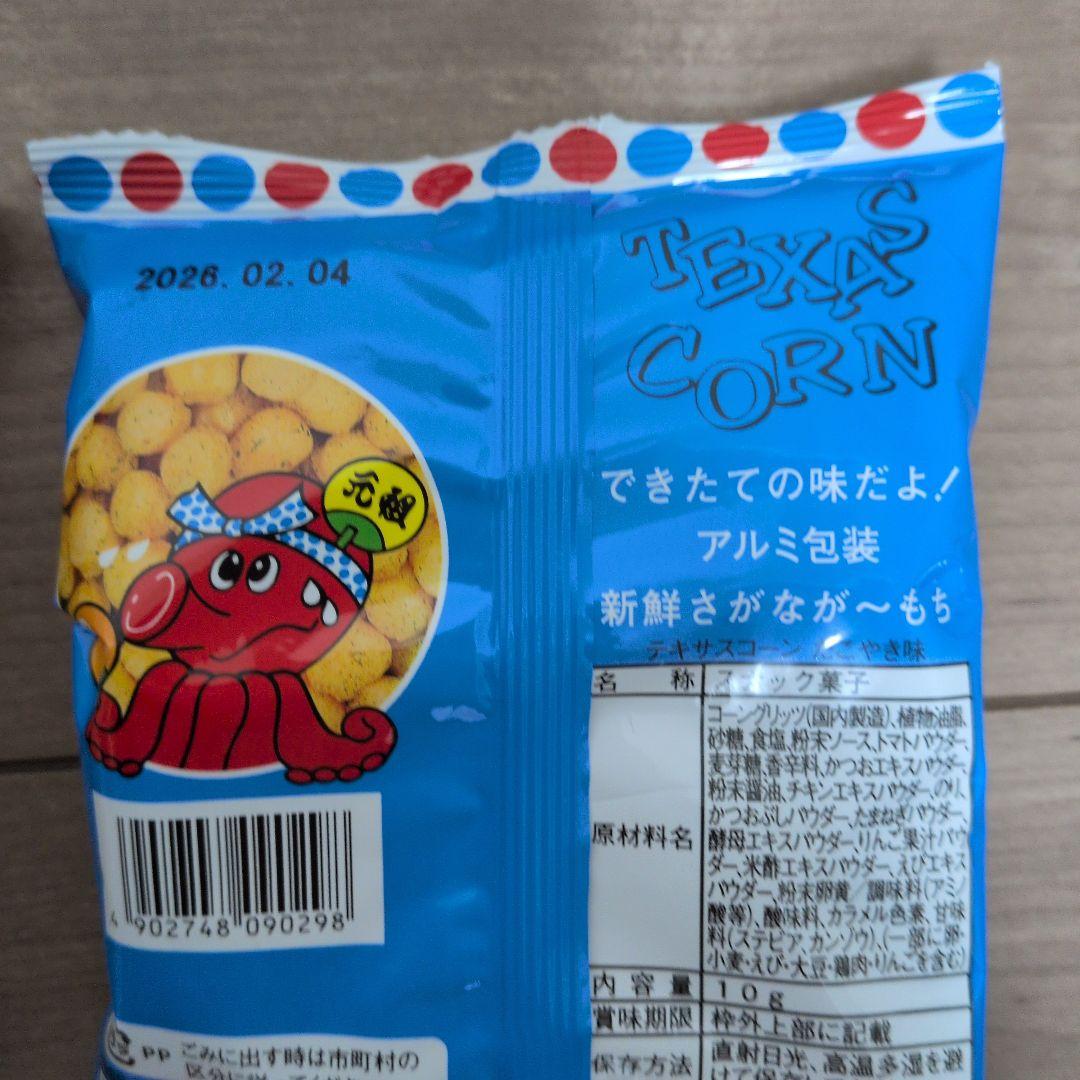 2026.02.04
TEXAS
CORN
元祖
できたての味だよ!
アルミ包装
新鮮さがなが〜もち
テキサスコーン たこやき味
名称 スナック菓子
原材料名
コーングリッツ(国内製造)、植物油脂、
砂糖、食塩、粉末ソース、トマトパウダー、
麦芽糖、香辛料、かつおエキスパウダー、
粉末醤油、チキンエキスパウダー、のり、
かつおぶしパウダー、たまねぎパウダー、
酵母エキスパウダー、りんご果汁パウ
ダー、米酢エキスパウダー、えびエキス
パウダー、粉末卵黄/調味料(アミノ
酸等)、酸味料、カラメル色素、甘味
料(ステビア、カンゾウ)、(一部に卵・
小麦・えび・大豆・鶏肉・りんごを含む)
内容量 10g
賞味期限 枠外上部に記載
保存方法 直射日光、高温多湿を避
けて保存
4 902748 090298
PP ごみに出す時は市町村の